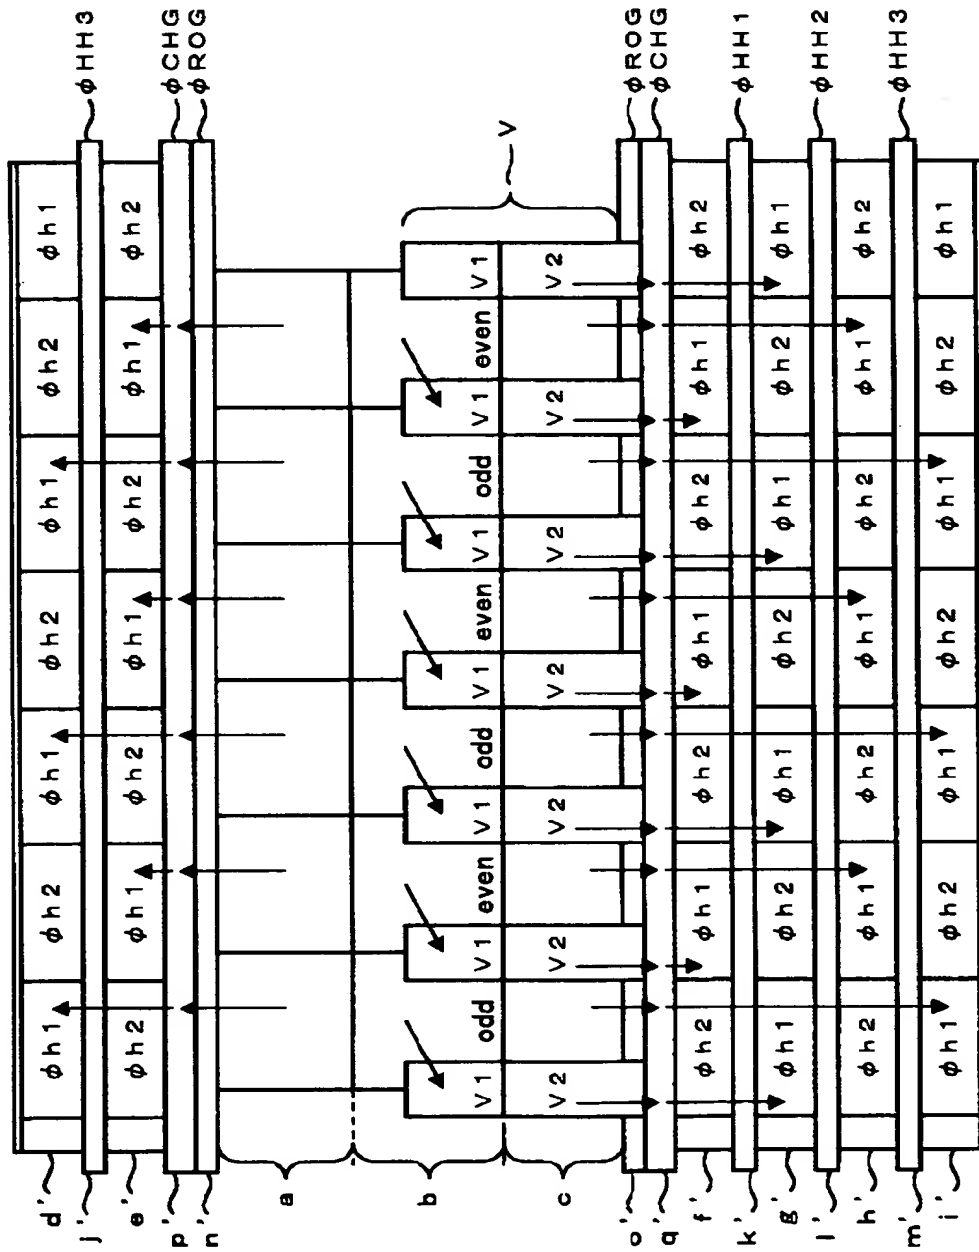 d' φh1 φh2 φh1 φh2 φh1 φh2 φh1
j' φHH3
e' φh2 φh1 φh2 φh1 φh2 φh1 φh2
p' φCHG
n' φROG
a
b V1 odd V1 even V1 odd V1 even V1 odd V1 even V1
V
c V2 V2 V2 V2 V2 V2 V2
o' φROG
q' φCHG
f' φh2 φh1 φh2 φh1 φh2 φh1 φh2
k' φHH1
g' φh1 φh2 φh1 φh2 φh1 φh2 φh1
l' φHH2
h' φh2 φh1 φh2 φh1 φh2 φh1 φh2
m' φHH3
i' φh1 φh2 φh1 φh2 φh1 φh2 φh1